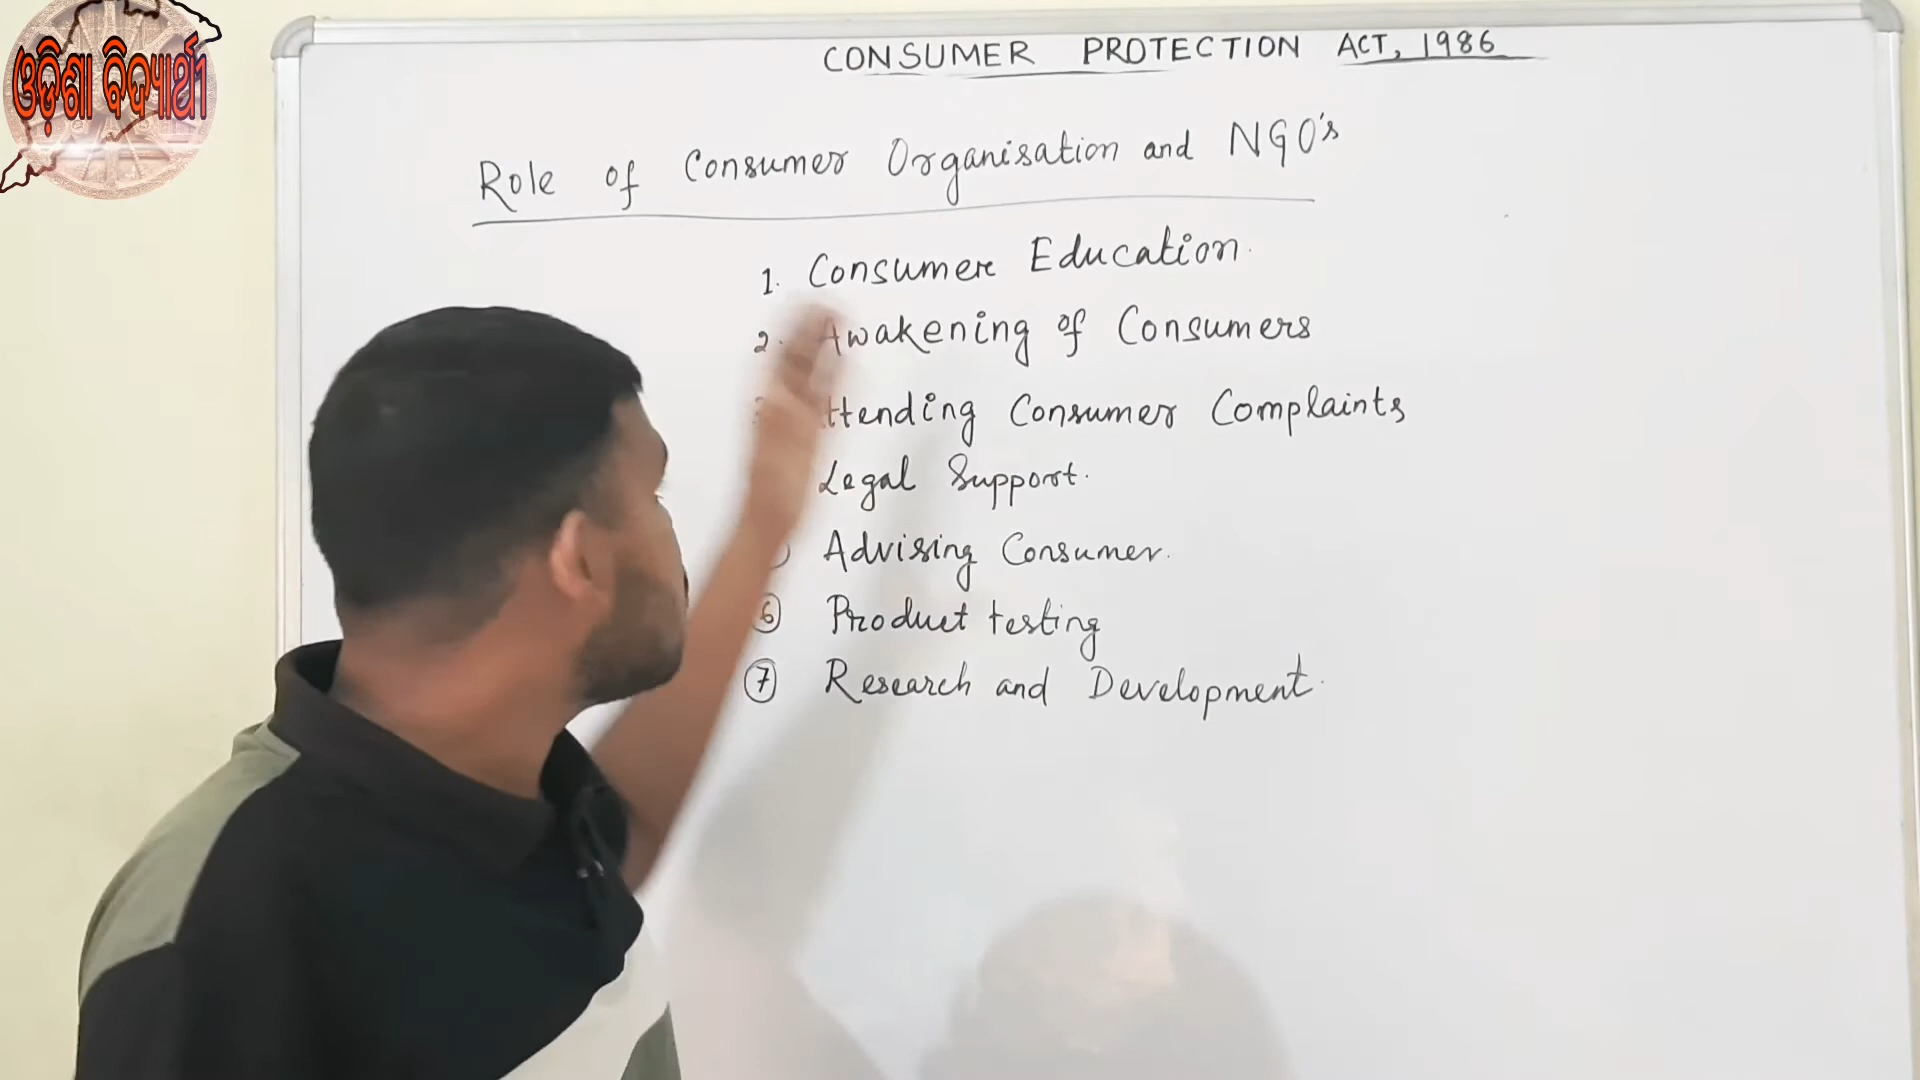 ଓଡ଼ିଶା ବିଦ୍ୟାର୍ଥୀ
CONSUMER PROTECTION ACT, 1986
Role of Consumer Organisation and NGO's
1. Consumer Education.
2. Awakening of Consumers
ttending Consumer Complaints
Legal Support.
Advising Consumer.
6 Product testing
7 Research and Development.